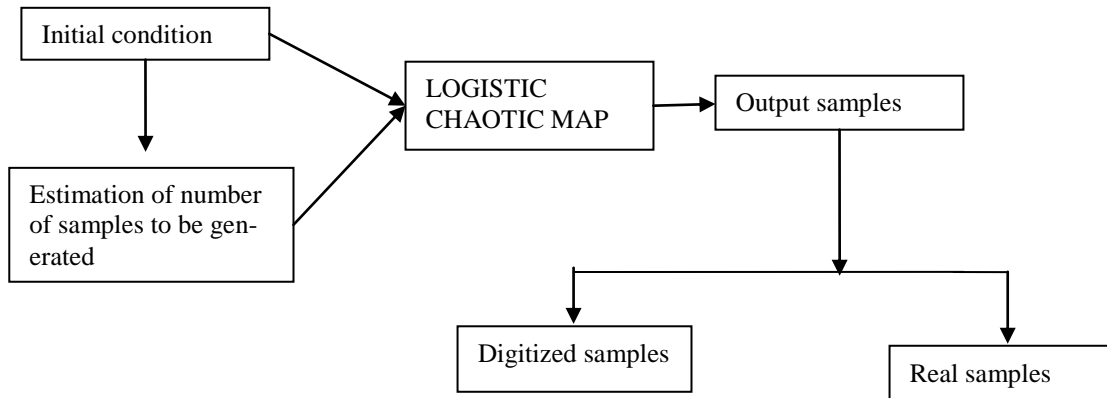 Initial condition
LOGISTIC
CHAOTIC MAP
Output samples
Estimation of number
of samples to be gen-
erated
Digitized samples
Real samples